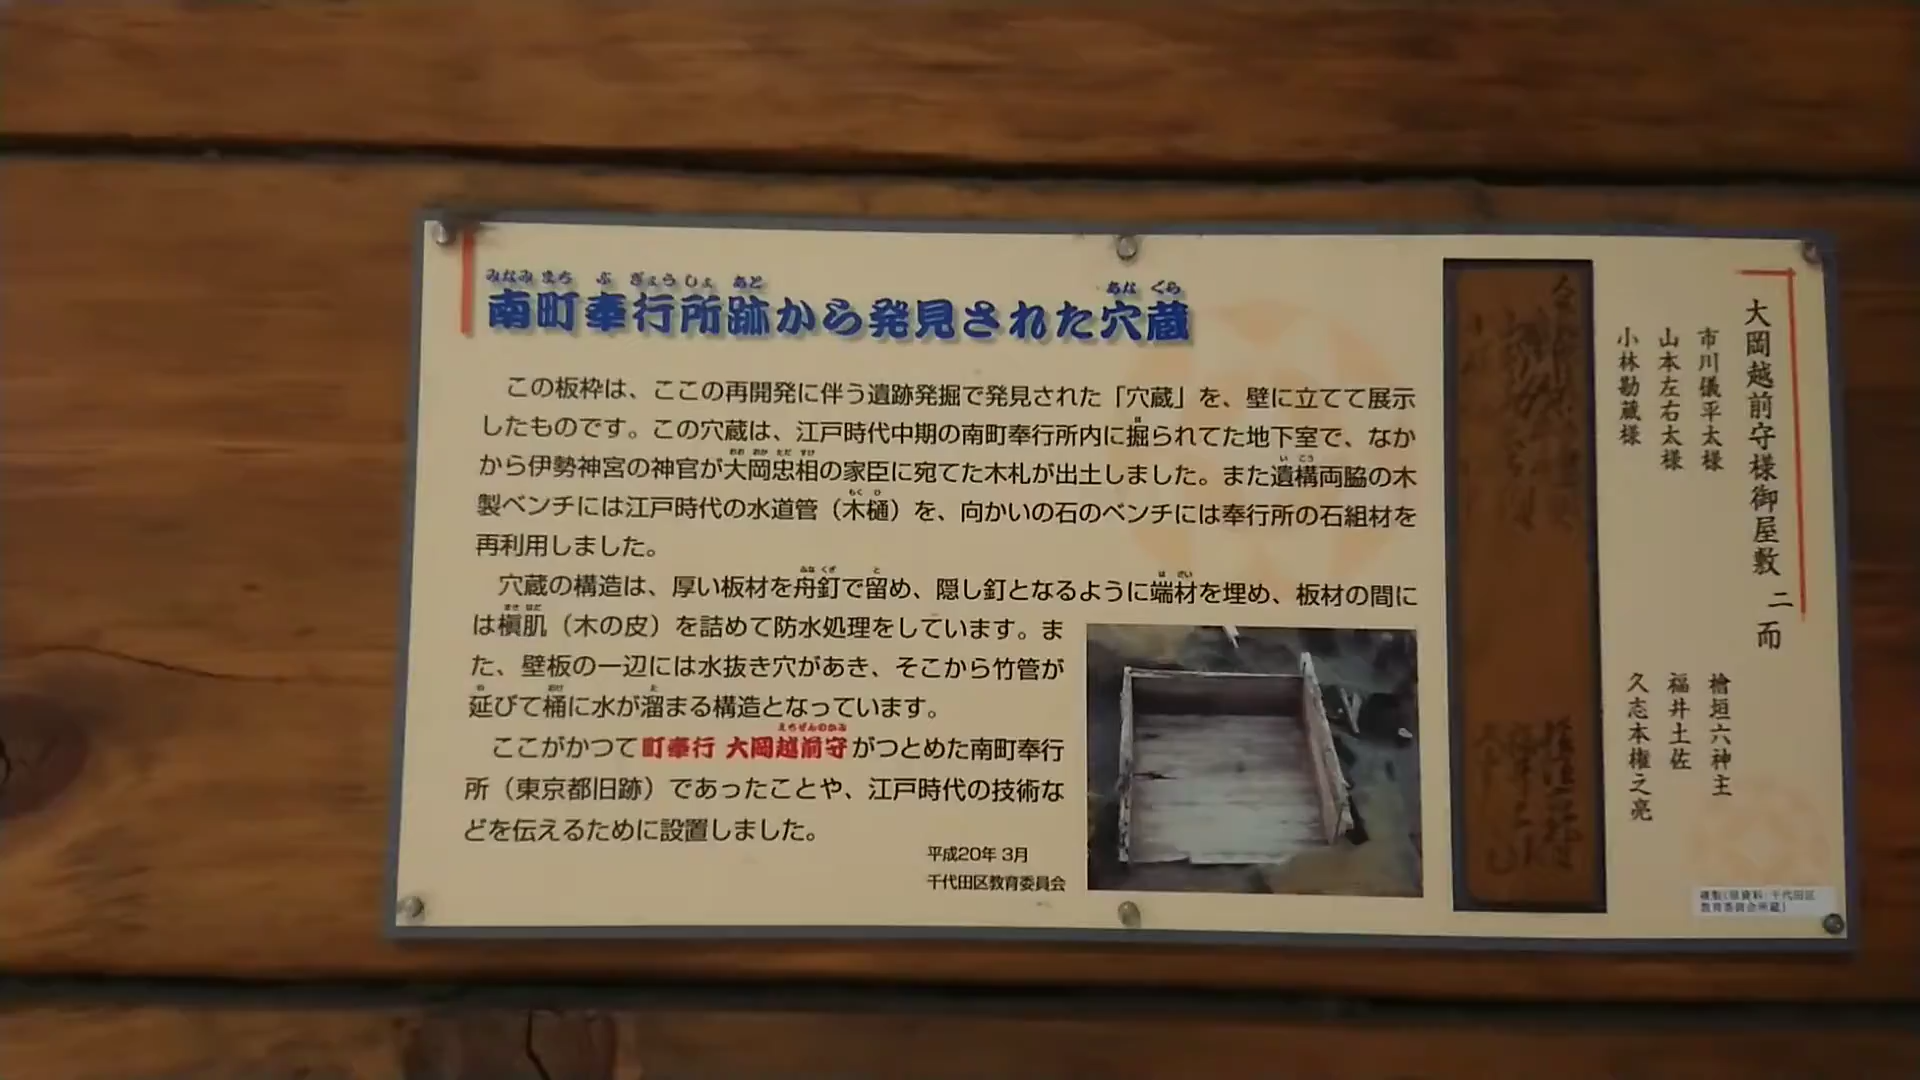 南町奉行所跡から発見された穴蔵
この板枠は、ここの再開発に伴う遺跡発掘で発見された「穴蔵」を、壁に立てて展示
したものです。この穴蔵は、江戸時代中期の南町奉行所内に掘られてた地下室で、なか
から伊勢神宮の神官が大岡忠相の家臣に宛てた木札が出土しました。また遺構両脇の木
製ベンチには江戸時代の水道管（木樋）を、向かいの石のベンチには奉行所の石組材を
再利用しました。
穴蔵の構造は、厚い板材を舟釘で留め、隠し釘となるように端材を埋め、板材の間に
は槇肌（木の皮）を詰めて防水処理をしています。ま
た、壁板の一辺には水抜き穴があき、そこから竹管が
延びて桶に水が溜まる構造となっています。
ここがかつて町奉行 大岡越前守がつとめた南町奉行
所（東京都旧跡）であったことや、江戸時代の技術な
どを伝えるために設置しました。
平成20年 3月
千代田区教育委員会
大岡越前守様御屋敷 二而
市川儀平太様
山本左右太様
小林勘蔵様
檜垣六神主
福井土佐
久志本権之亮
複製（原資料：千代田区
教育委員会所蔵）